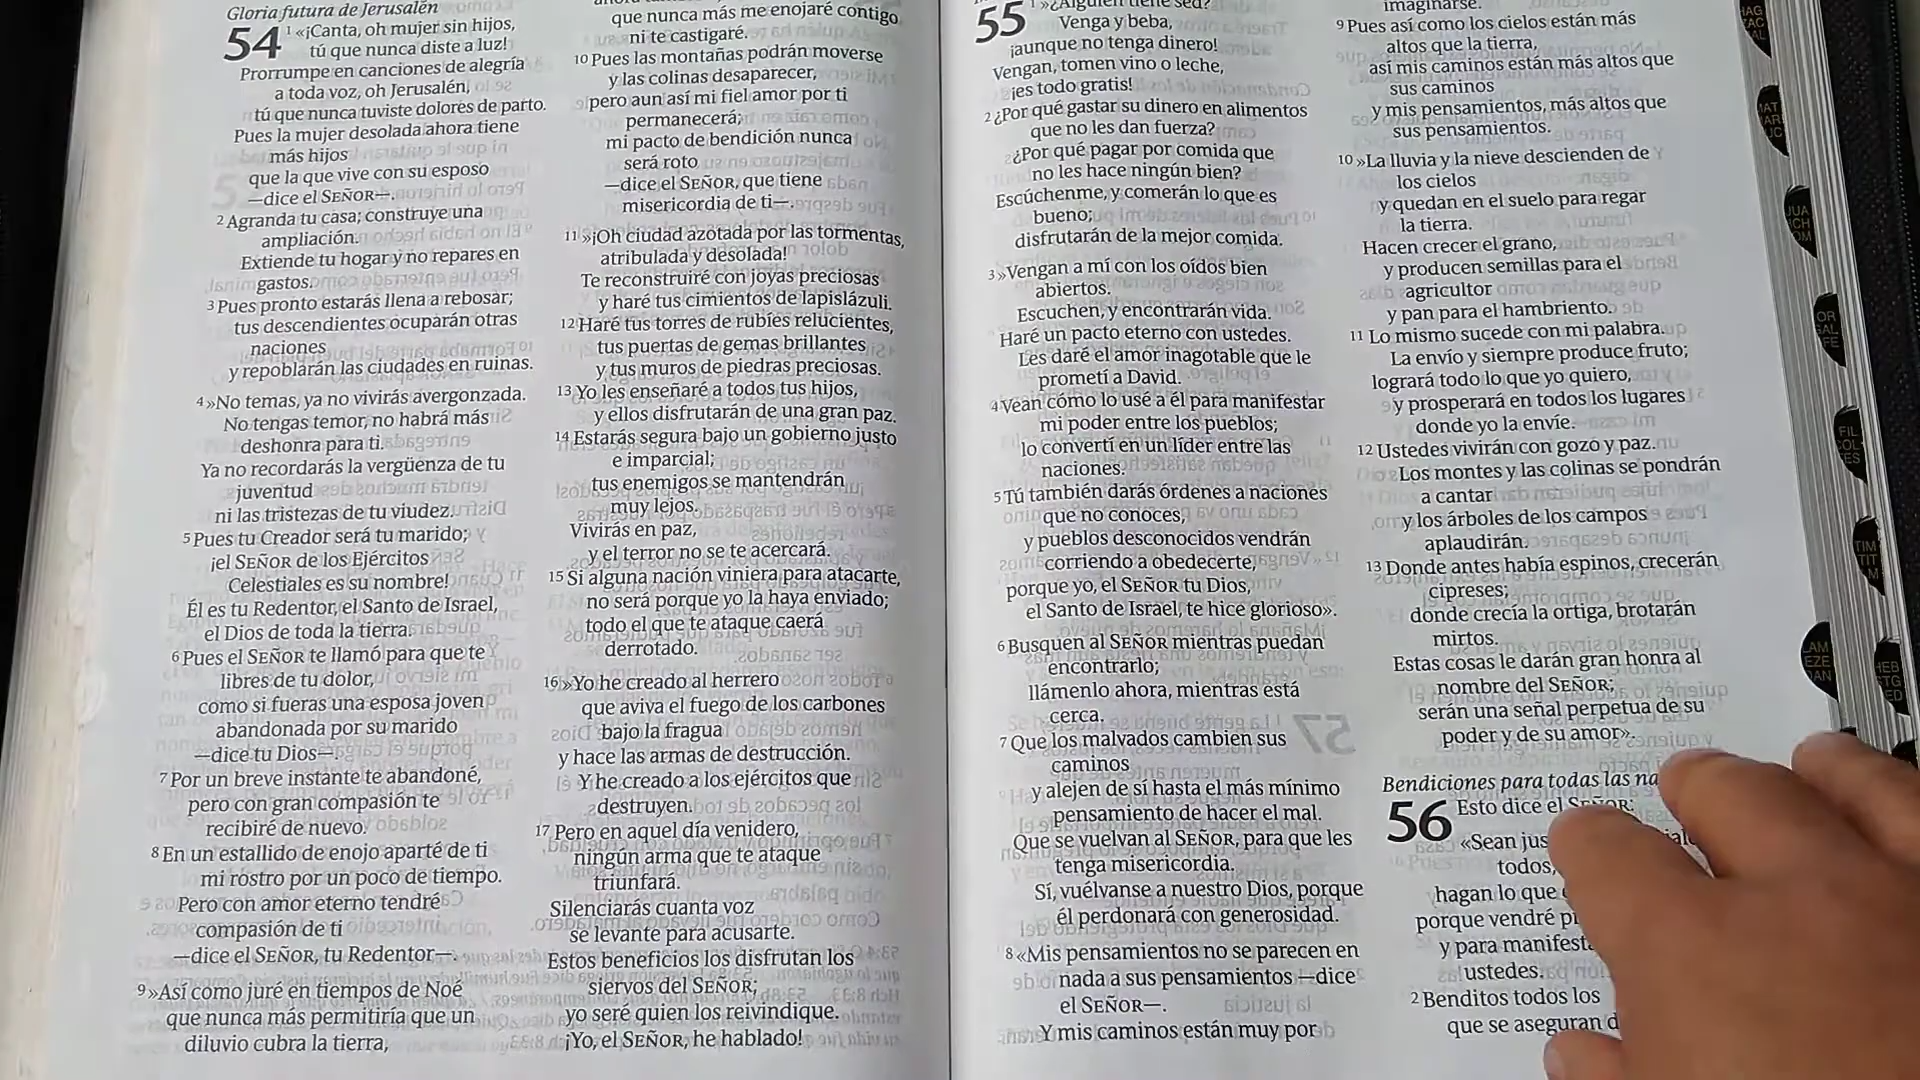 Gloria futura de Jerusalén
54 1 «¡Canta, oh mujer sin hijos,
tú que nunca diste a luz!
Prorrumpe en canciones de alegría
a toda voz, oh Jerusalén,
tú que nunca tuviste dolores de parto.
Pues la mujer desolada ahora tiene
más hijos
que la que vive con su esposo
—dice el SEÑOR—.
2 Agranda tu casa; construye una
ampliación.
Extiende tu hogar y no repares en
gastos.
3 Pues pronto estarás llena a rebosar;
tus descendientes ocuparán otras
naciones
y repoblarán las ciudades en ruinas.
4 »No temas, ya no vivirás avergonzada.
No tengas temor, no habrá más
deshonra para ti.
Ya no recordarás la vergüenza de tu
juventud
ni las tristezas de tu viudez.
5 Pues tu Creador será tu marido;
¡el SEÑOR de los Ejércitos
Celestiales es su nombre!
Él es tu Redentor, el Santo de Israel,
el Dios de toda la tierra.
6 Pues el SEÑOR te llamó para que te
libres de tu dolor,
como si fueras una esposa joven
abandonada por su marido
—dice tu Dios—.
7 Por un breve instante te abandoné,
pero con gran compasión te
recibiré de nuevo.
8 En un estallido de enojo aparté de ti
mi rostro por un poco de tiempo.
Pero con amor eterno tendré
compasión de ti
—dice el SEÑOR, tu Redentor—.
9 »Así como juré en tiempos de Noé
que nunca más permitiría que un
diluvio cubra la tierra,
que nunca más me enojaré contigo
ni te castigaré.
10 Pues las montañas podrán moverse
y las colinas desaparecer,
pero aun así mi fiel amor por ti
permanecerá;
mi pacto de bendición nunca
será roto
—dice el SEÑOR, que tiene
misericordia de ti—.
11 »¡Oh ciudad azotada por las tormentas,
atribulada y desolada!
Te reconstruiré con joyas preciosas
y haré tus cimientos de lapislázuli.
12 Haré tus torres de rubíes relucientes,
tus puertas de gemas brillantes
y tus muros de piedras preciosas.
13 Yo les enseñaré a todos tus hijos,
y ellos disfrutarán de una gran paz.
14 Estarás segura bajo un gobierno justo
e imparcial;
tus enemigos se mantendrán
muy lejos.
Vivirás en paz,
y el terror no se te acercará.
15 Si alguna nación viniera para atacarte,
no será porque yo la haya enviado;
todo el que te ataque caerá
derrotado.
16 »Yo he creado al herrero
que aviva el fuego de los carbones
bajo la fragua
y hace las armas de destrucción.
Y he creado a los ejércitos que
destruyen.
17 Pero en aquel día venidero,
ningún arma que te ataque
triunfará.
Silenciarás cuanta voz
se levante para acusarte.
Estos beneficios los disfrutan los
siervos del SEÑOR;
yo seré quien los reivindique.
¡Yo, el SEÑOR, he hablado!
55 1 »¿Alguien tiene sed?
Venga y beba,
¡aunque no tenga dinero!
Vengan, tomen vino o leche,
¡es todo gratis!
2 ¿Por qué gastar su dinero en alimentos
que no les dan fuerza?
¿Por qué pagar por comida que
no les hace ningún bien?
Escúchenme, y comerán lo que es
bueno;
disfrutarán de la mejor comida.
3 »Vengan a mí con los oídos bien
abiertos.
Escuchen, y encontrarán vida.
Haré un pacto eterno con ustedes.
Les daré el amor inagotable que le
prometí a David.
4 Vean cómo lo usé a él para manifestar
mi poder entre los pueblos;
lo convertí en un líder entre las
naciones.
5 Tú también darás órdenes a naciones
que no conoces,
y pueblos desconocidos vendrán
corriendo a obedecerte,
porque yo, el SEÑOR tu Dios,
el Santo de Israel, te hice glorioso».
6 Busquen al SEÑOR mientras puedan
encontrarlo;
llámenlo ahora, mientras está
cerca.
7 Que los malvados cambien sus
caminos
y alejen de sí hasta el más mínimo
pensamiento de hacer el mal.
Que se vuelvan al SEÑOR, para que les
tenga misericordia.
Sí, vuélvanse a nuestro Dios, porque
él perdonará con generosidad.
8 «Mis pensamientos no se parecen en
nada a sus pensamientos —dice
el SEÑOR—.
Y mis caminos están muy por
imaginarse.
9 Pues así como los cielos están más
altos que la tierra,
así mis caminos están más altos que
sus caminos
y mis pensamientos, más altos que
sus pensamientos.
10 »La lluvia y la nieve descienden de
los cielos
y quedan en el suelo para regar
la tierra.
Hacen crecer el grano,
y producen semillas para el
agricultor
y pan para el hambriento.
11 Lo mismo sucede con mi palabra.
La envío y siempre produce fruto;
logrará todo lo que yo quiero,
y prosperará en todos los lugares
donde yo la envíe.
12 Ustedes vivirán con gozo y paz.
Los montes y las colinas se pondrán
a cantar
y los árboles de los campos
aplaudirán.
13 Donde antes había espinos, crecerán
cipreses;
donde crecía la ortiga, brotarán
mirtos.
Estas cosas le darán gran honra al
nombre del SEÑOR;
serán una señal perpetua de su
poder y de su amor».
Bendiciones para todas las na
56 Esto dice el SEÑOR:
«Sean jus
todos,
hagan lo que
porque vendré p
y para manifest
ustedes.
2 Benditos todos los
que se aseguran d